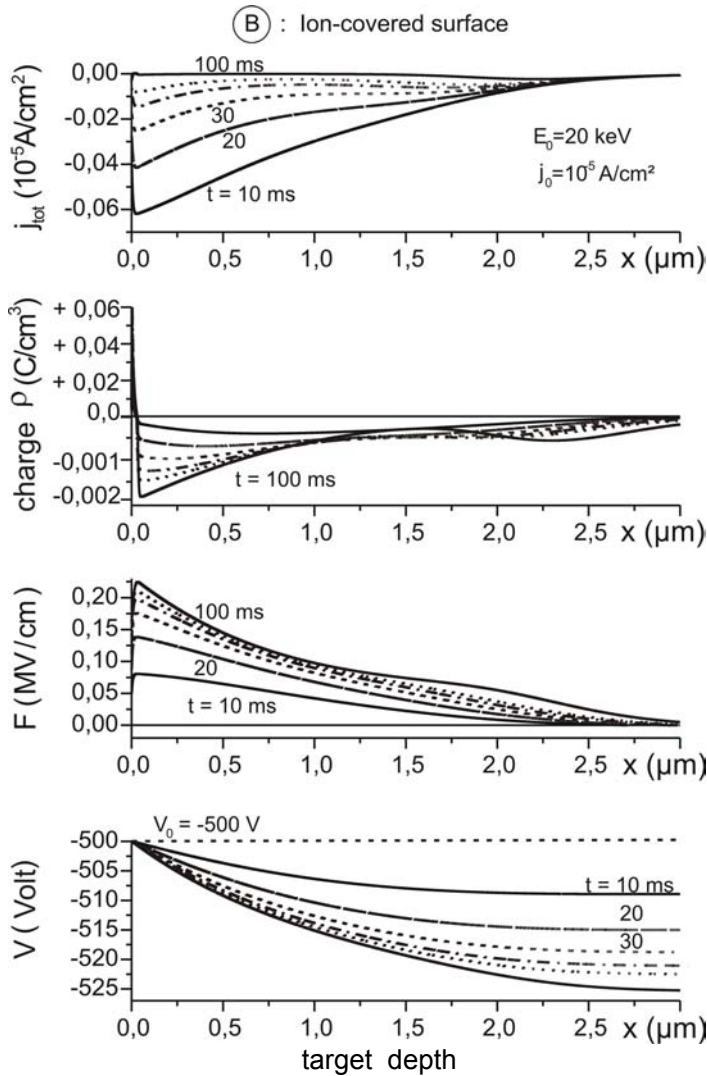 B : Ion-covered surface
100 ms
0,00
-0,02
-0,04
-0,06
j_tot (10^-5 A/cm²)
30
20
t = 10 ms
E_0=20 keV
j_0=10^-5 A/cm²
0,0 0,5 1,0 1,5 2,0 2,5 x (µm)
+ 0,06
+ 0,04
+ 0,02
0,0
-0,001
-0,002
charge ρ (C/cm³)
t = 100 ms
0,0 0,5 1,0 1,5 2,0 2,5 x (µm)
0,20
0,15
0,10
0,05
0,00
F (MV/cm)
100 ms
20
t = 10 ms
0,0 0,5 1,0 1,5 2,0 2,5 x (µm)
V_0 = -500 V
-500
-505
-510
-515
-520
-525
V ( Volt)
t = 10 ms
20
30
0,0 0,5 1,0 1,5 2,0 2,5 x (µm)
target depth